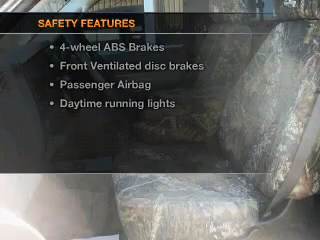 SAFETY FEATURES
• 4-wheel ABS Brakes
• Front Ventilated disc brakes
• Passenger Airbag
• Daytime running lights